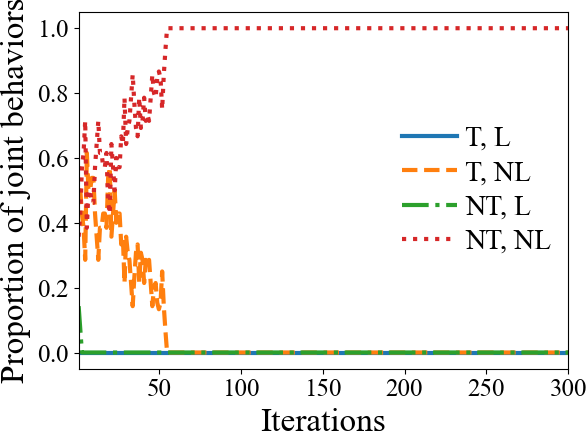 Proportion of joint behaviors
1.0
0.8
0.6
0.4
0.2
0.0
T, L
T, NL
NT, L
NT, NL
50 100 150 200 250 300
Iterations